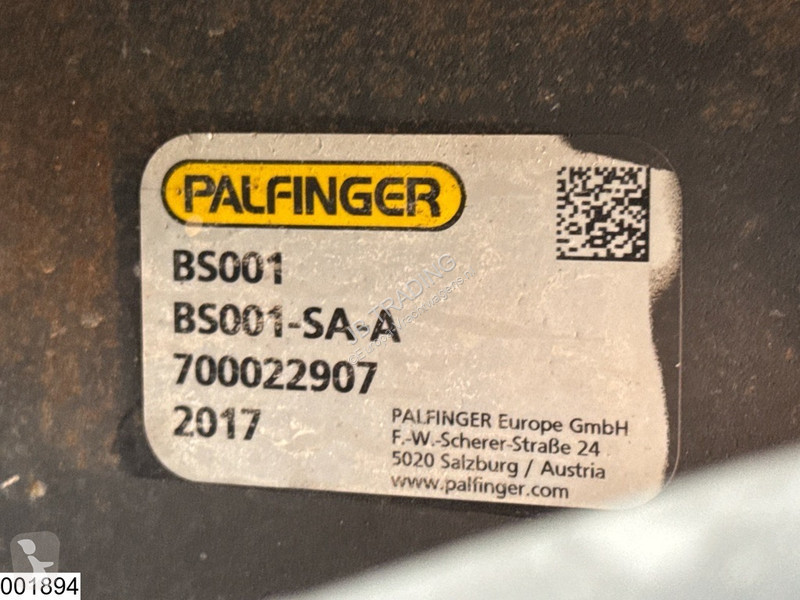 PALFINGER
BS001
BS001-SA-A
700022907
2017
PALFINGER Europe GmbH
F.-W.-Scherer-Straße 24
5020 Salzburg / Austria
www.palfinger.com
TRADING
001894